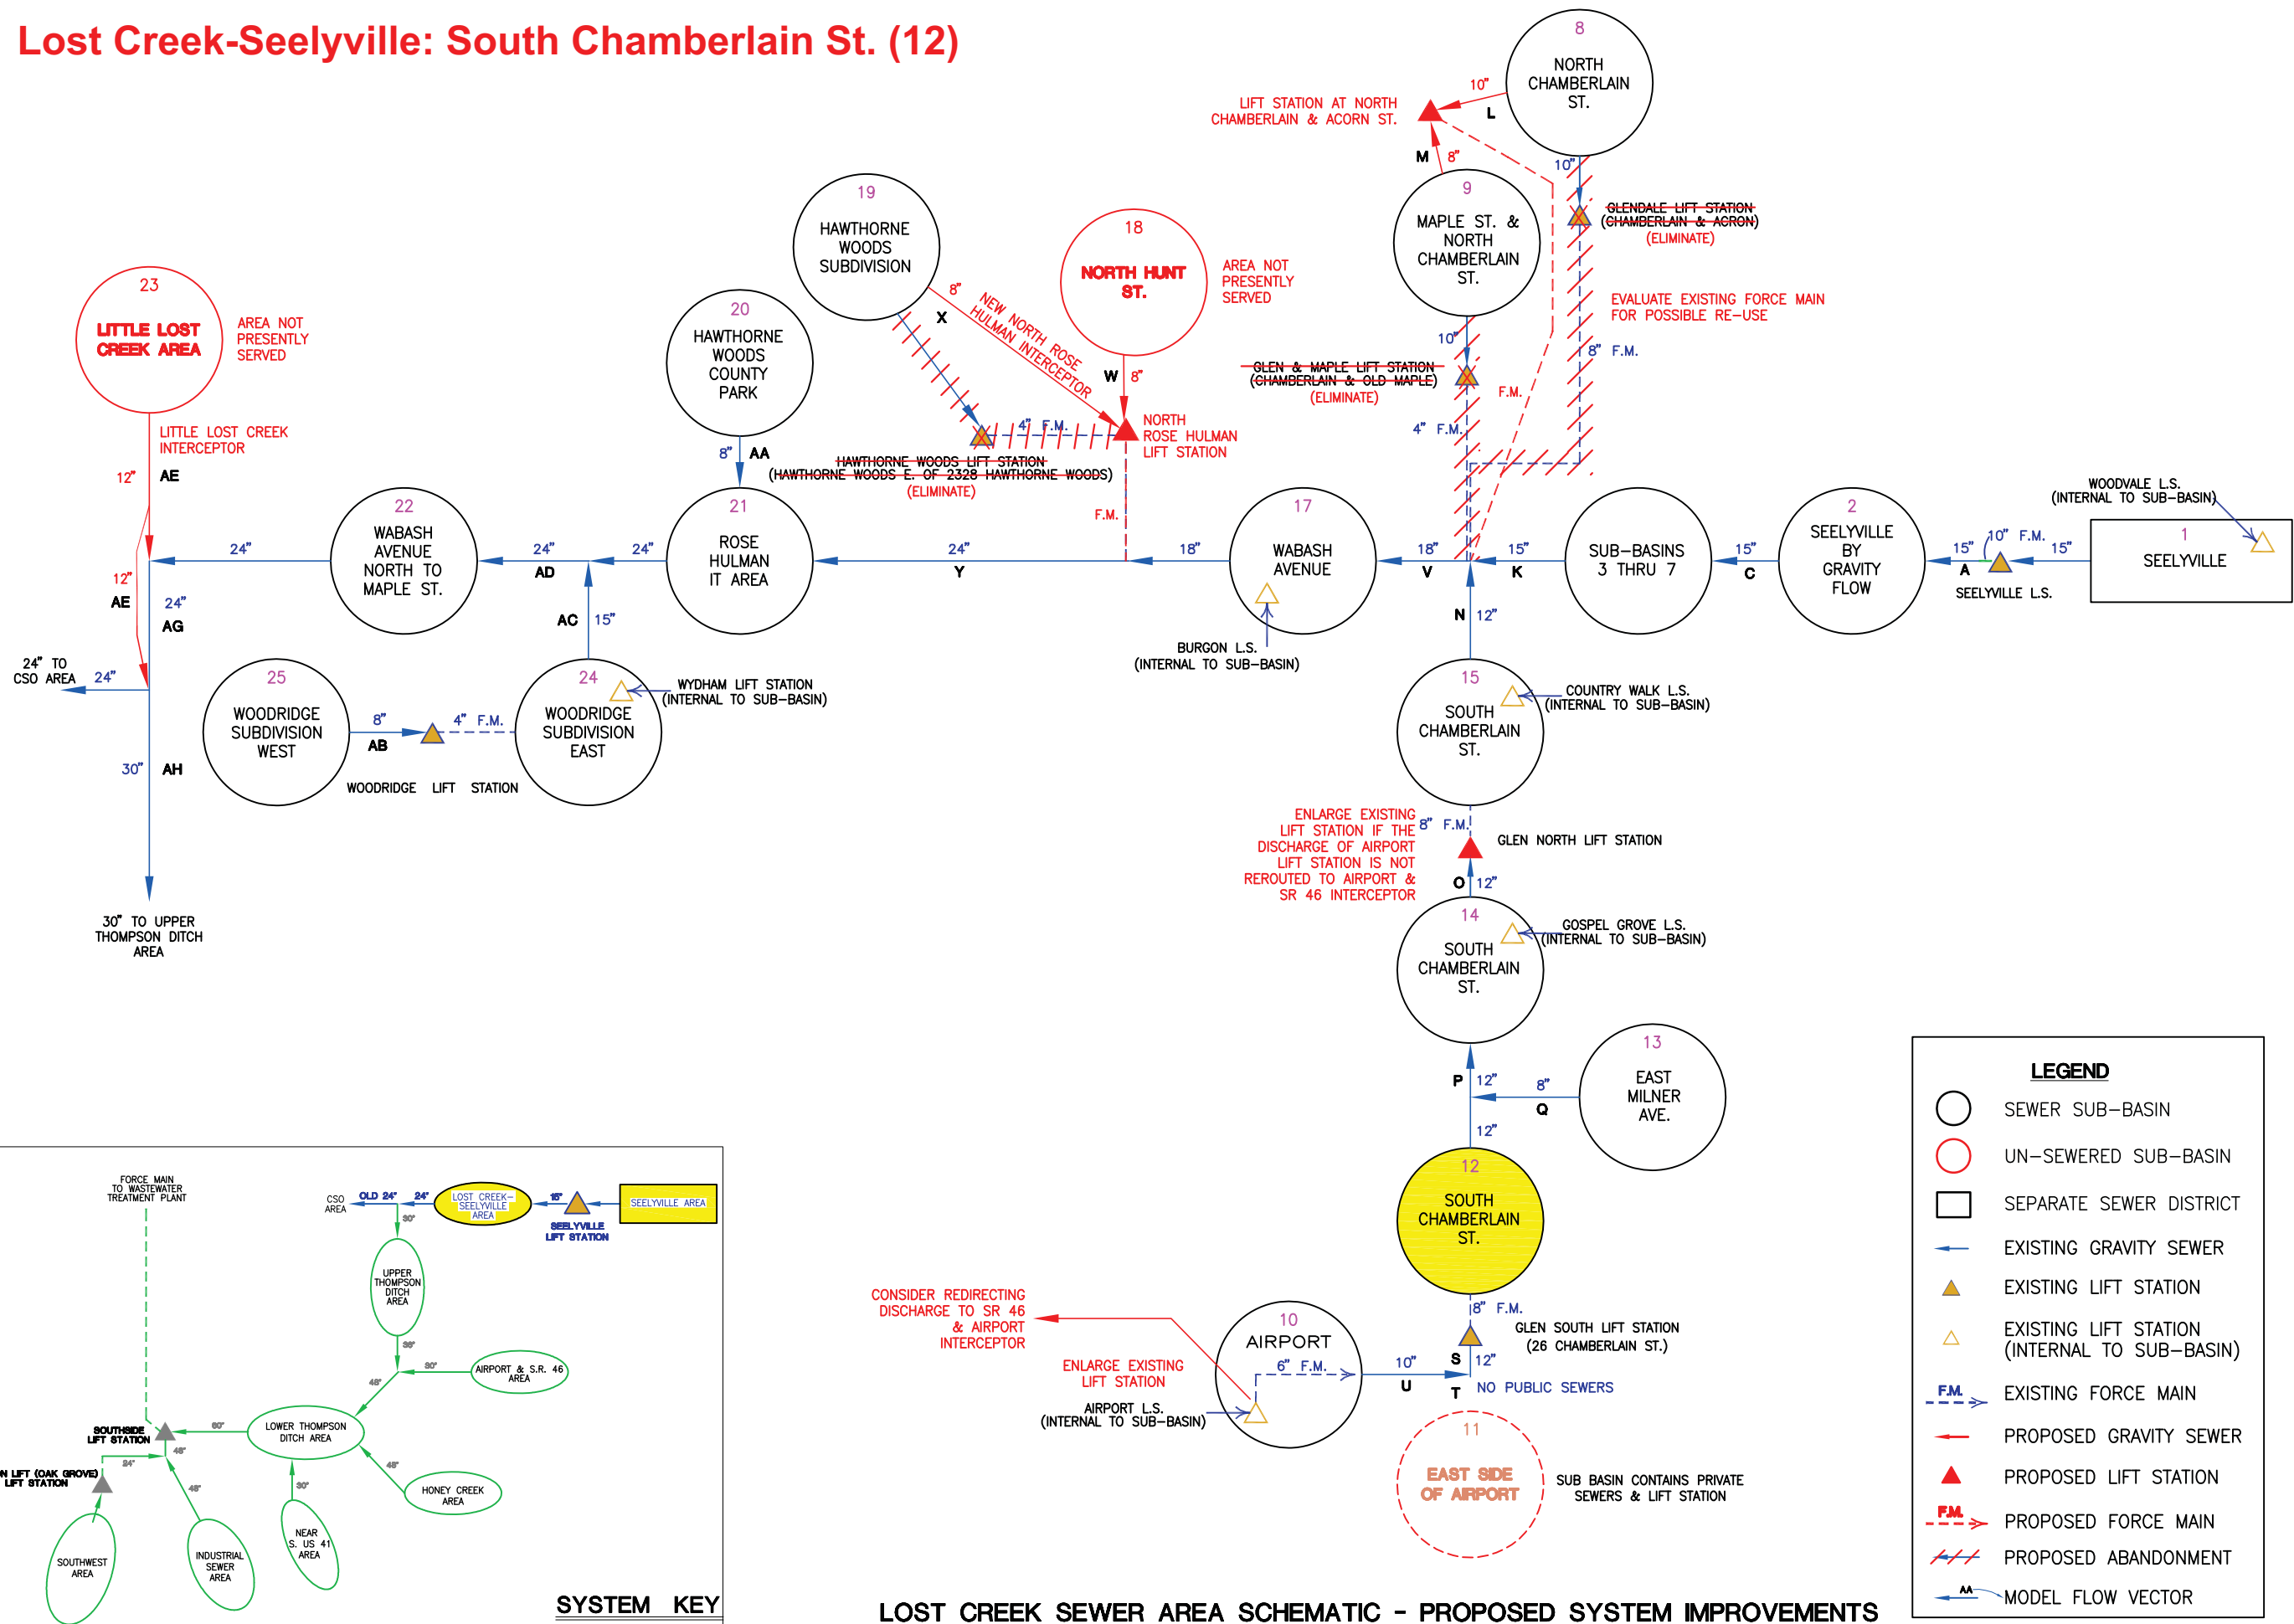 Lost Creek-Seelyville: South Chamberlain St. (12)
8
NORTH
CHAMBERLAIN
ST.
10"
L
LIFT STATION AT NORTH
CHAMBERLAIN & ACORN ST.
M
8"
10"
9
MAPLE ST. &
NORTH
CHAMBERLAIN
ST.
GLENDALE LIFT STATION
(CHAMBERLAIN & ACRON)
(ELIMINATE)
EVALUATE EXISTING FORCE MAIN
FOR POSSIBLE RE-USE
8" F.M.
10"
GLEN & MAPLE LIFT STATION
(CHAMBERLAIN & OLD MAPLE)
(ELIMINATE)
4" F.M.
F.M.
19
HAWTHORNE
WOODS
SUBDIVISION
8"
X
NEW NORTH ROSE
HULMAN INTERCEPTOR
18
NORTH HUNT
ST.
AREA NOT
PRESENTLY
SERVED
W
8"
NORTH
ROSE HULMAN
LIFT STATION
4" F.M.
HAWTHORNE WOODS LIFT STATION
(HAWTHORNE WOODS E. OF 2328 HAWTHORNE WOODS)
(ELIMINATE)
F.M.
20
HAWTHORNE
WOODS
COUNTY
PARK
8"
AA
23
LITTLE LOST
CREEK AREA
AREA NOT
PRESENTLY
SERVED
LITTLE LOST CREEK
INTERCEPTOR
12"
AE
24"
22
WABASH
AVENUE
NORTH TO
MAPLE ST.
24"
AD
24"
21
ROSE
HULMAN
IT AREA
24"
Y
18"
17
WABASH
AVENUE
BURGON L.S.
(INTERNAL TO SUB-BASIN)
18"
V
15"
K
SUB-BASINS
3 THRU 7
15"
C
2
SEELYVILLE
BY
GRAVITY
FLOW
15"
A
10" F.M.
15"
SEELYVILLE L.S.
WOODVALE L.S.
(INTERNAL TO SUB-BASIN)
1
SEELYVILLE
12"
AE
24"
AG
24" TO
CSO AREA
24"
30"
AH
30" TO UPPER
THOMPSON DITCH
AREA
25
WOODRIDGE
SUBDIVISION
WEST
8"
AB
4" F.M.
WOODRIDGE LIFT STATION
AC
15"
24
WOODRIDGE
SUBDIVISION
EAST
WYDHAM LIFT STATION
(INTERNAL TO SUB-BASIN)
N
12"
15
SOUTH
CHAMBERLAIN
ST.
COUNTRY WALK L.S.
(INTERNAL TO SUB-BASIN)
ENLARGE EXISTING
LIFT STATION IF THE
DISCHARGE OF AIRPORT
LIFT STATION IS NOT
REROUTED TO AIRPORT &
SR 46 INTERCEPTOR
8" F.M.
GLEN NORTH LIFT STATION
O
12"
14
SOUTH
CHAMBERLAIN
ST.
GOSPEL GROVE L.S.
(INTERNAL TO SUB-BASIN)
P
12"
8"
Q
13
EAST
MILNER
AVE.
12"
12
SOUTH
CHAMBERLAIN
ST.
8" F.M.
GLEN SOUTH LIFT STATION
(26 CHAMBERLAIN ST.)
S
12"
T
NO PUBLIC SEWERS
10"
U
CONSIDER REDIRECTING
DISCHARGE TO SR 46
& AIRPORT
INTERCEPTOR
10
AIRPORT
6" F.M.
ENLARGE EXISTING
LIFT STATION
AIRPORT L.S.
(INTERNAL TO SUB-BASIN)
11
EAST SIDE
OF AIRPORT
SUB BASIN CONTAINS PRIVATE
SEWERS & LIFT STATION
LEGEND
SEWER SUB-BASIN
UN-SEWERED SUB-BASIN
SEPARATE SEWER DISTRICT
EXISTING GRAVITY SEWER
EXISTING LIFT STATION
EXISTING LIFT STATION
(INTERNAL TO SUB-BASIN)
F.M.
EXISTING FORCE MAIN
PROPOSED GRAVITY SEWER
PROPOSED LIFT STATION
F.M.
PROPOSED FORCE MAIN
PROPOSED ABANDONMENT
AA
MODEL FLOW VECTOR
FORCE MAIN
TO WASTEWATER
TREATMENT PLANT
CSO
AREA
OLD 24"
24"
LOST CREEK-
SEELYVILLE
AREA
15"
SEELYVILLE
LIFT STATION
SEELYVILLE AREA
30"
UPPER
THOMPSON
DITCH
AREA
36"
30"
AIRPORT & S.R. 46
AREA
48"
LOWER THOMPSON
DITCH AREA
60"
SOUTHSIDE
LIFT STATION
48"
24"
N LIFT (OAK GROVE)
LIFT STATION
48"
30"
48"
HONEY CREEK
AREA
NEAR
S. US 41
AREA
INDUSTRIAL
SEWER
AREA
SOUTHWEST
AREA
SYSTEM KEY
LOST CREEK SEWER AREA SCHEMATIC - PROPOSED SYSTEM IMPROVEMENTS